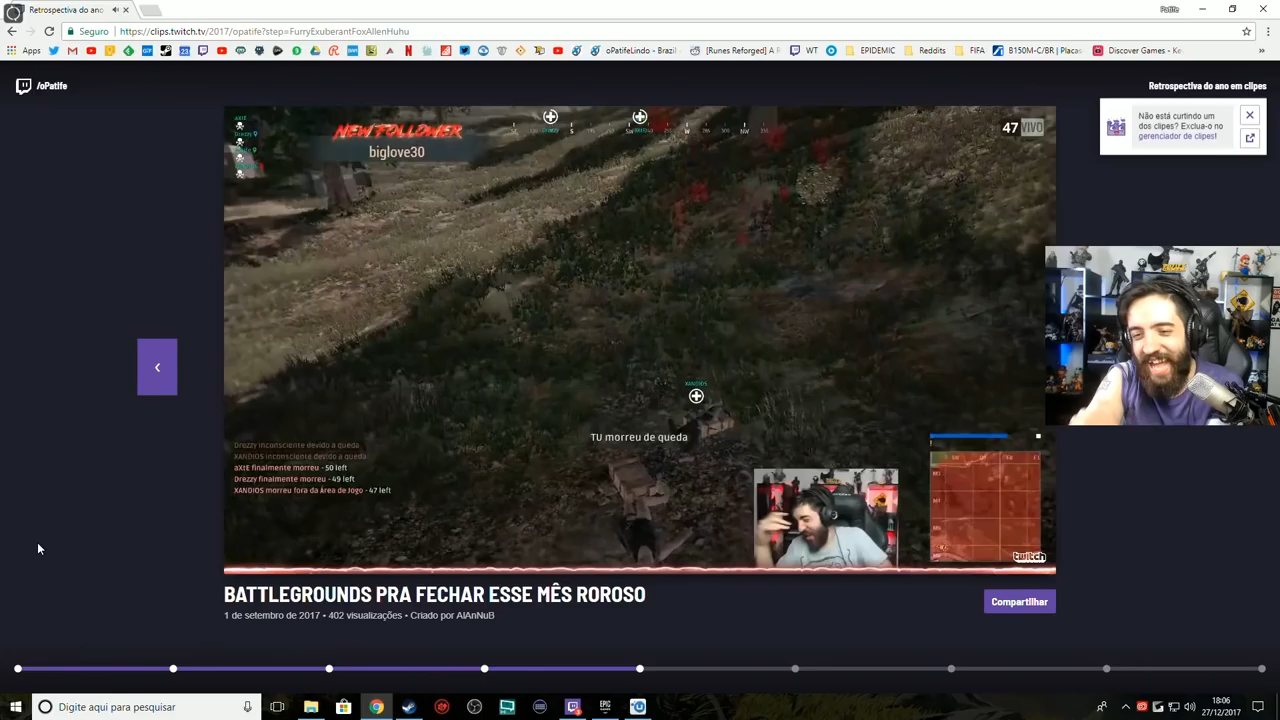 Retrospectiva do ano
Patife
Seguro
https://clips.twitch.tv/2017/opatife?step=FurryExuberantFoxAllenHuhu
Apps
WT
oPatifeLindo - Brazil
[Runes Reforged] A R
EPIDEMIC
Reddits
FIFA
B150M-C/BR | Placas
Discover Games - Ke
/oPatife
Retrospectiva do ano em clipes
Não está curtindo um
dos clipes? Exclua-o no
gerenciador de clipes!
NEW FOLLOWER
biglove30
S
W
NW
47 VIVO
XANDIOS
TU morreu de queda
Drezzy inconsciente devido a queda
XANDIOS inconsciente devido a queda
aXtE finalmente morreu - 50 left
Drezzy finalmente morreu - 49 left
XANDIOS morreu fora da Área de Jogo - 47 left
twitch
BATTLEGROUNDS PRA FECHAR ESSE MÊS ROROSO
1 de setembro de 2017 • 402 visualizações • Criado por AlAnNuB
Compartilhar
Digite aqui para pesquisar
EPIC
18:06
27/12/2017